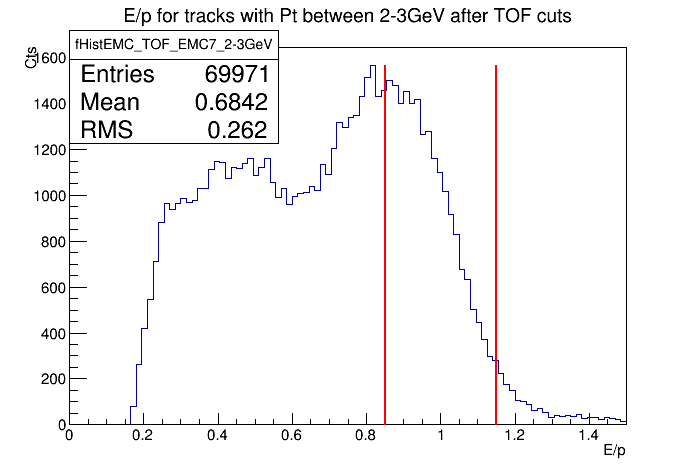 E/p for tracks with Pt between 2-3GeV after TOF cuts
fHistEMC_TOF_EMC7_2-3GeV
Entries 69971
Mean 0.6842
RMS 0.262
Cts
1600
1400
1200
1000
800
600
400
200
0
0 0.2 0.4 0.6 0.8 1 1.2 1.4
E/p